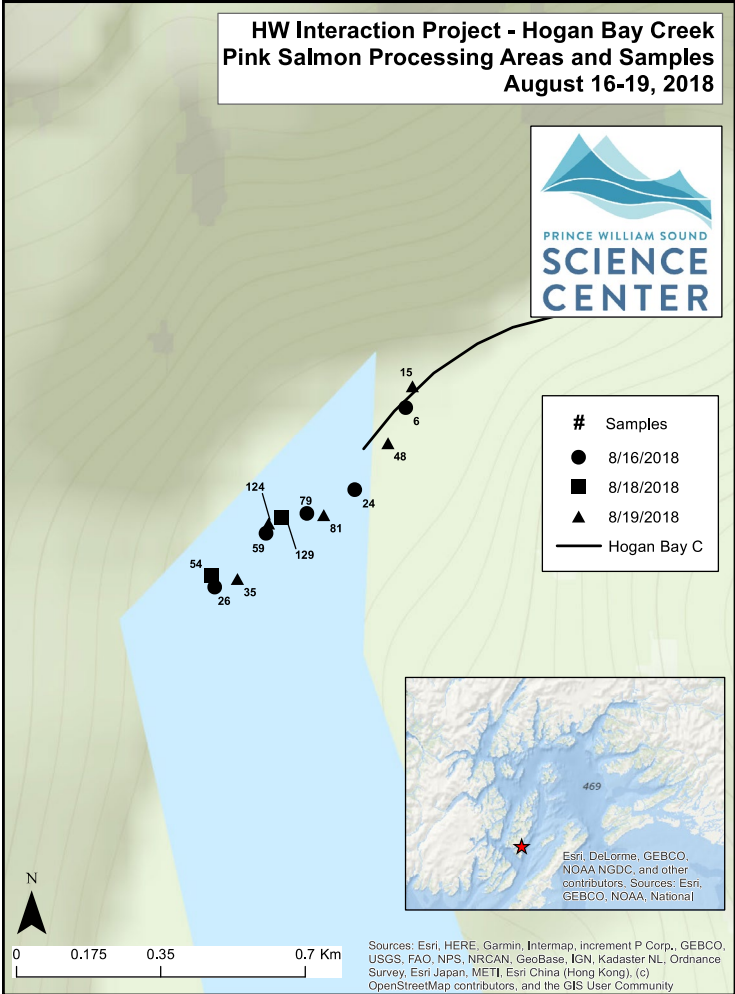 HW Interaction Project - Hogan Bay Creek
Pink Salmon Processing Areas and Samples
August 16-19, 2018
PRINCE WILLIAM SOUND
SCIENCE
CENTER
15
6
48
# Samples
8/16/2018
8/18/2018
8/19/2018
Hogan Bay C
24
124
79
81
59
129
54
26
35
469
Esri, DeLorme, GEBCO,
NOAA NGDC, and other
contributors, Sources: Esri,
GEBCO, NOAA, National
N
0 0.175 0.35 0.7 Km
Sources: Esri, HERE, Garmin, Intermap, increment P Corp., GEBCO,
USGS, FAO, NPS, NRCAN, GeoBase, IGN, Kadaster NL, Ordnance
Survey, Esri Japan, METI, Esri China (Hong Kong), (c)
OpenStreetMap contributors, and the GIS User Community